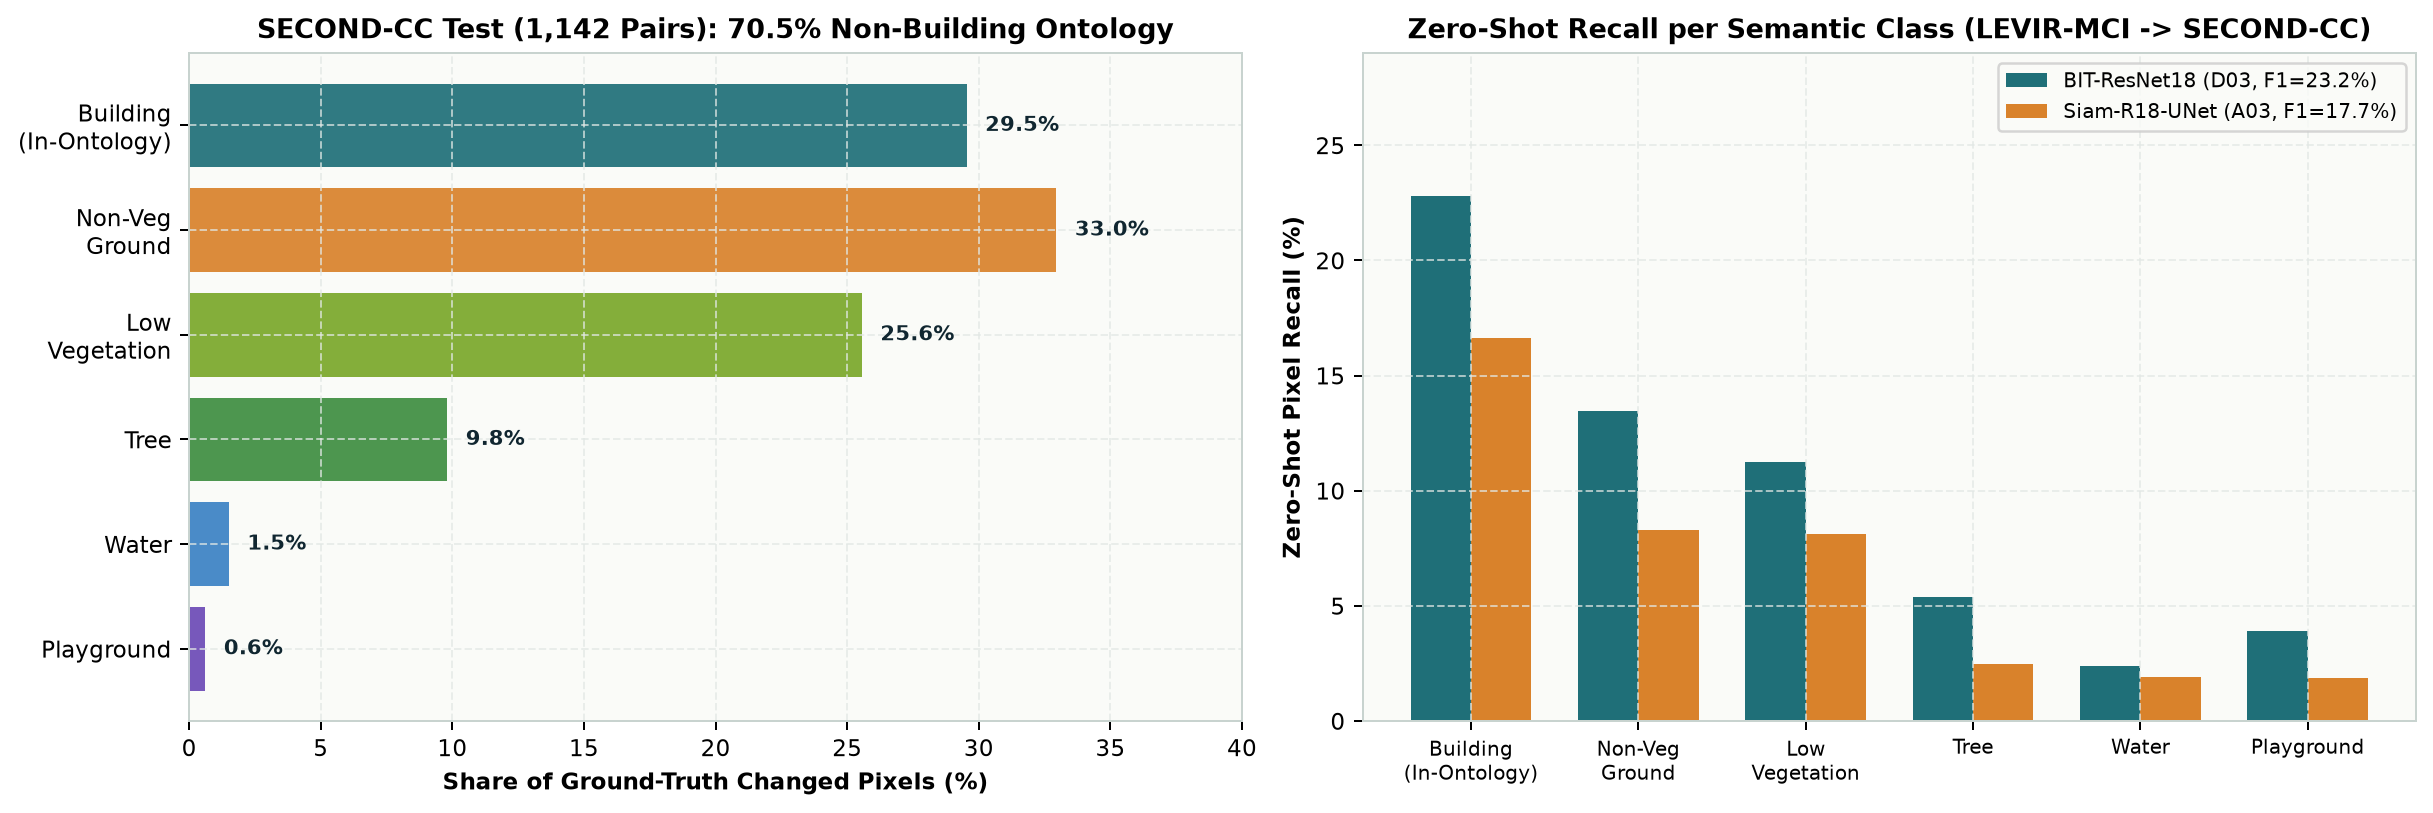 SECOND-CC Test (1,142 Pairs): 70.5% Non-Building Ontology
Building
(In-Ontology)
29.5%
Non-Veg
Ground
33.0%
Low
Vegetation
25.6%
Tree
9.8%
Water
1.5%
Playground
0.6%
0 5 10 15 20 25 30 35 40
Share of Ground-Truth Changed Pixels (%)
Zero-Shot Recall per Semantic Class (LEVIR-MCI -> SECOND-CC)
BIT-ResNet18 (D03, F1=23.2%)
Siam-R18-UNet (A03, F1=17.7%)
Zero-Shot Pixel Recall (%)
25
20
15
10
5
0
Building
(In-Ontology)
Non-Veg
Ground
Low
Vegetation
Tree
Water
Playground